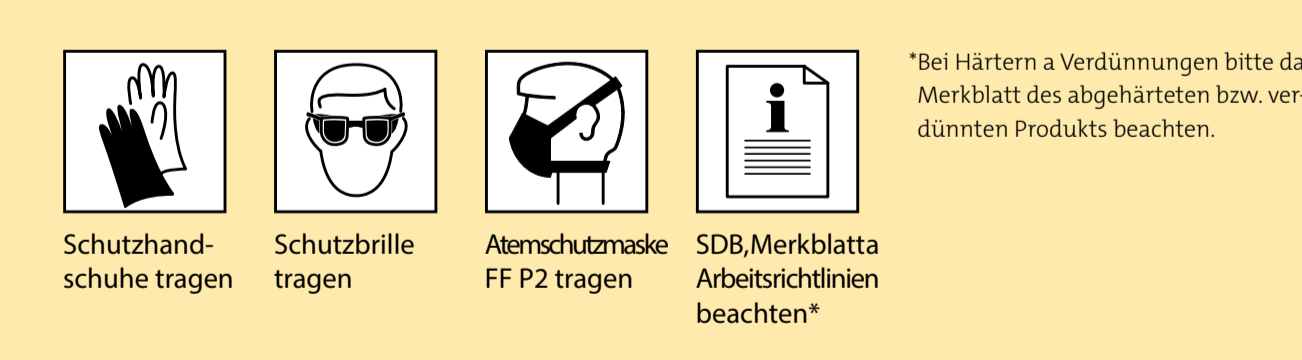 Schutzhand-
schuhe tragen
Schutzbrille
tragen
Atemschutzmaske
FF P2 tragen
i
SDB,Merkblatta
Arbeitsrichtlinien
beachten*
*Bei Härtern a Verdünnungen bitte da
Merkblatt des abgehärteten bzw. ver-
dünnten Produkts beachten.